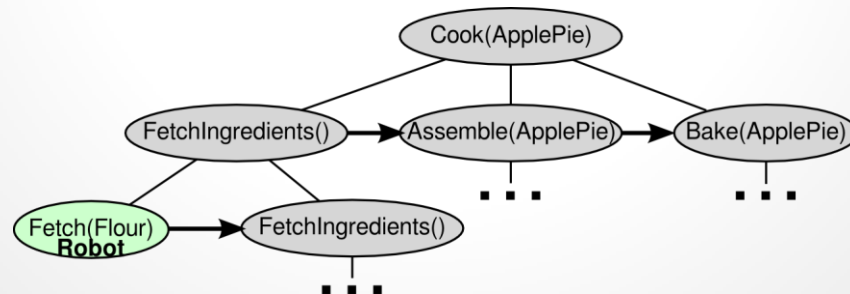 Cook(ApplePie)
FetchIngredients()
Assemble(ApplePie)
Bake(ApplePie)
Fetch(Flour)
Robot
FetchIngredients()